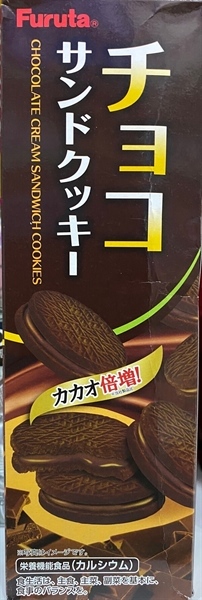 Furuta®
チョコ
サンドクッキー
CHOCOLATE CREAM SANDWICH COOKIES
カカオ倍増!
※写真はイメージです。
栄養機能食品(カルシウム)
食生活は、主食、主菜、副菜を基本に、
食事のバランスを。